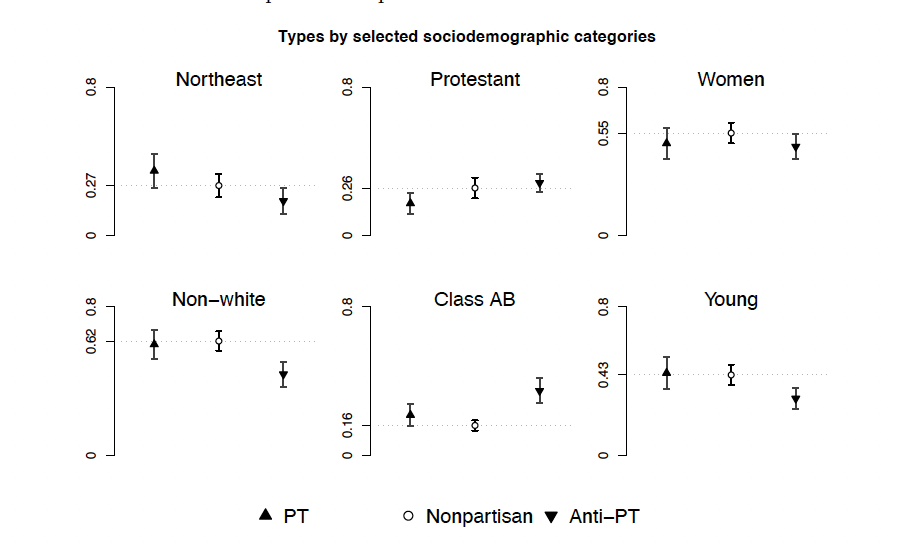 Types by selected sociodemographic categories
Northeast Protestant Women
0.8 0.27 0
0.8 0.26 0
0.8 0.55 0
Non−white Class AB Young
0.8 0.62 0
0.8 0.16 0
0.8 0.43 0
PT Nonpartisan Anti−PT